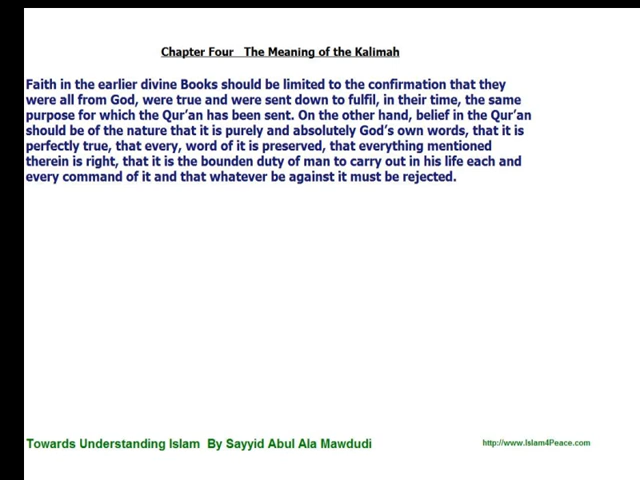 Chapter Four   The Meaning of the Kalimah
Faith in the earlier divine Books should be limited to the confirmation that they
were all from God, were true and were sent down to fulfil, in their time, the same
purpose for which the Qur’an has been sent. On the other hand, belief in the Qur’an
should be of the nature that it is purely and absolutely God’s own words, that it is
perfectly true, that every, word of it is preserved, that everything mentioned
therein is right, that it is the bounden duty of man to carry out in his life each and
every command of it and that whatever be against it must be rejected.
Towards Understanding Islam  By Sayyid Abul Ala Mawdudi
http://www.Islam4Peace.com